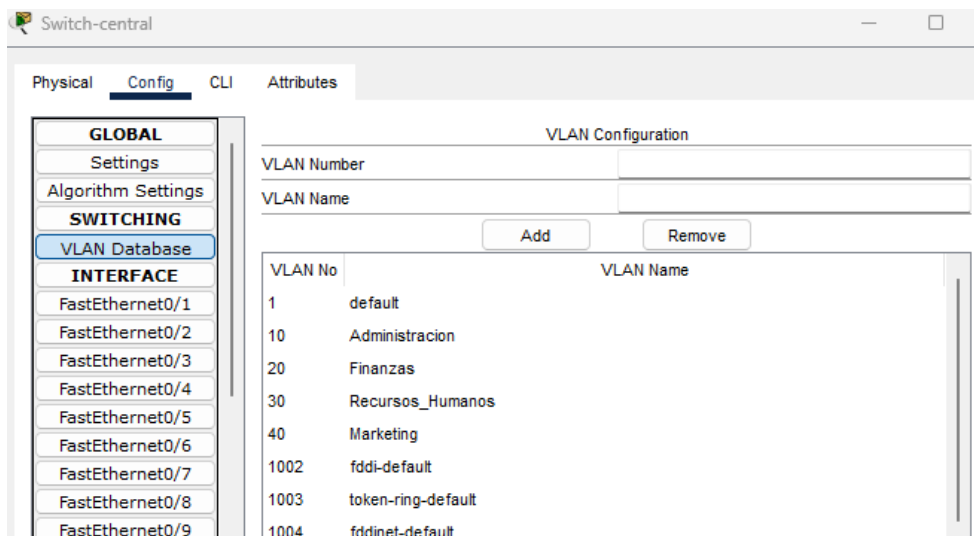 Switch-central
Physical Config CLI Attributes
GLOBAL
Settings
Algorithm Settings
SWITCHING
VLAN Database
INTERFACE
FastEthernet0/1
FastEthernet0/2
FastEthernet0/3
FastEthernet0/4
FastEthernet0/5
FastEthernet0/6
FastEthernet0/7
FastEthernet0/8
FastEthernet0/9
VLAN Configuration
VLAN Number
VLAN Name
Add Remove
VLAN No VLAN Name
1 default
10 Administracion
20 Finanzas
30 Recursos_Humanos
40 Marketing
1002 fddi-default
1003 token-ring-default
1004 fddinet-default